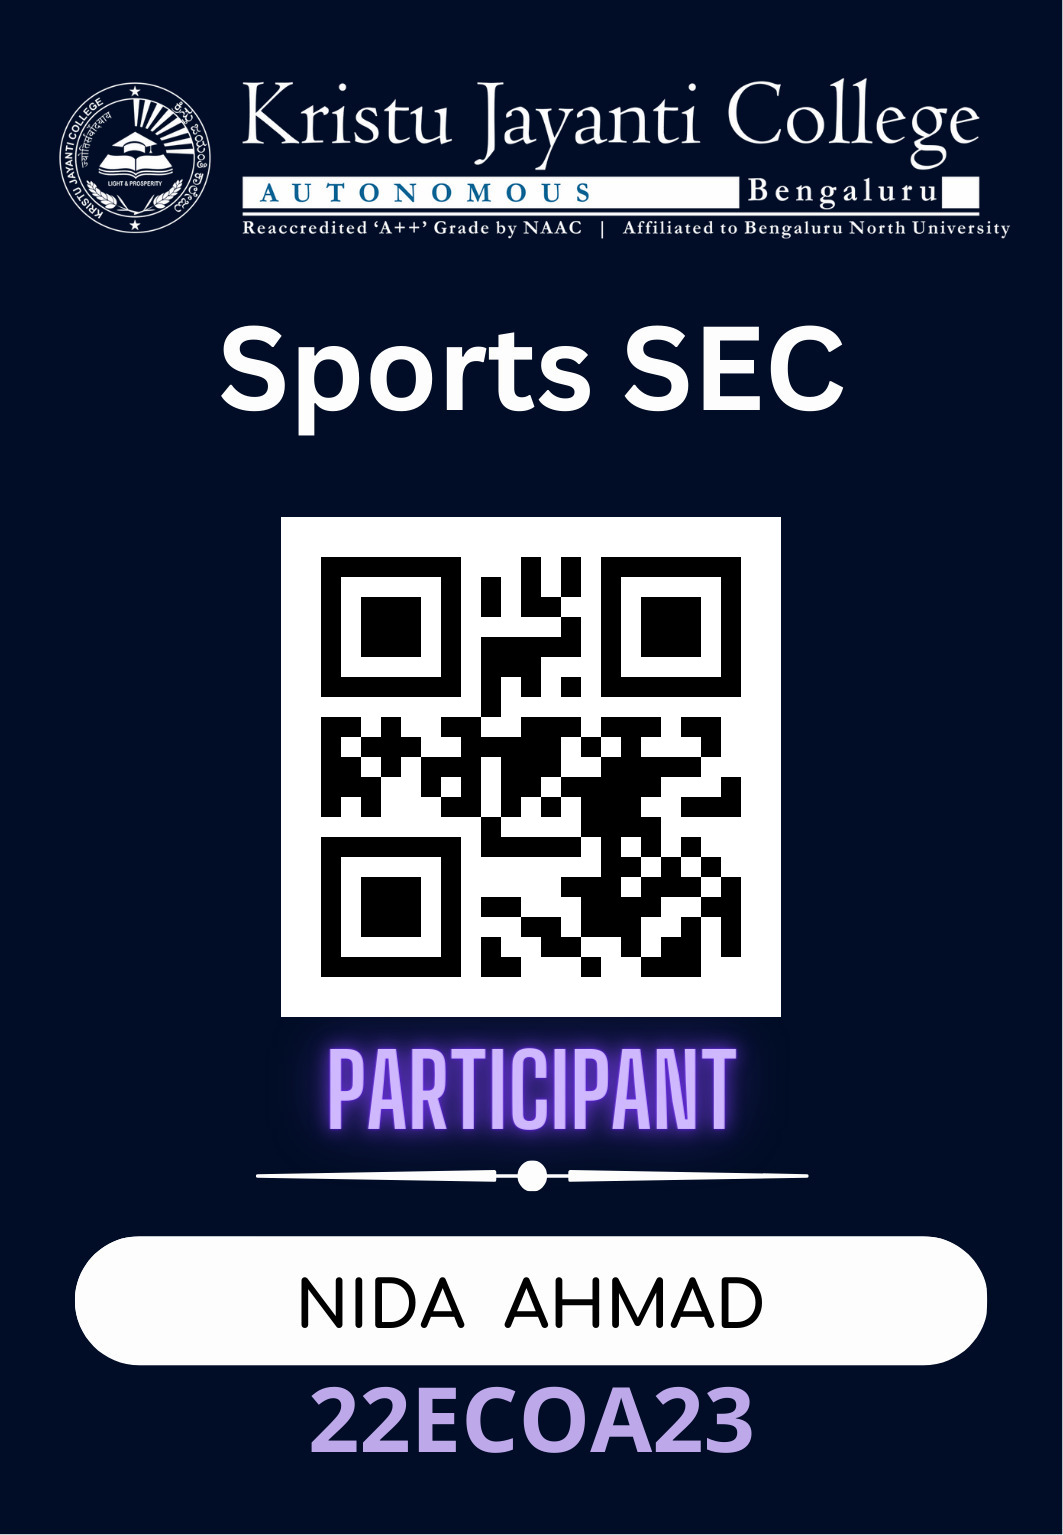 KRISTU JAYANTI COLLEGE
LIGHT & PROSPERITY
Kristu Jayanti College
AUTONOMOUS Bengaluru
Reaccredited ‘A++’ Grade by NAAC | Affiliated to Bengaluru North University
Sports SEC
PARTICIPANT
NIDA AHMAD
22ECOA23